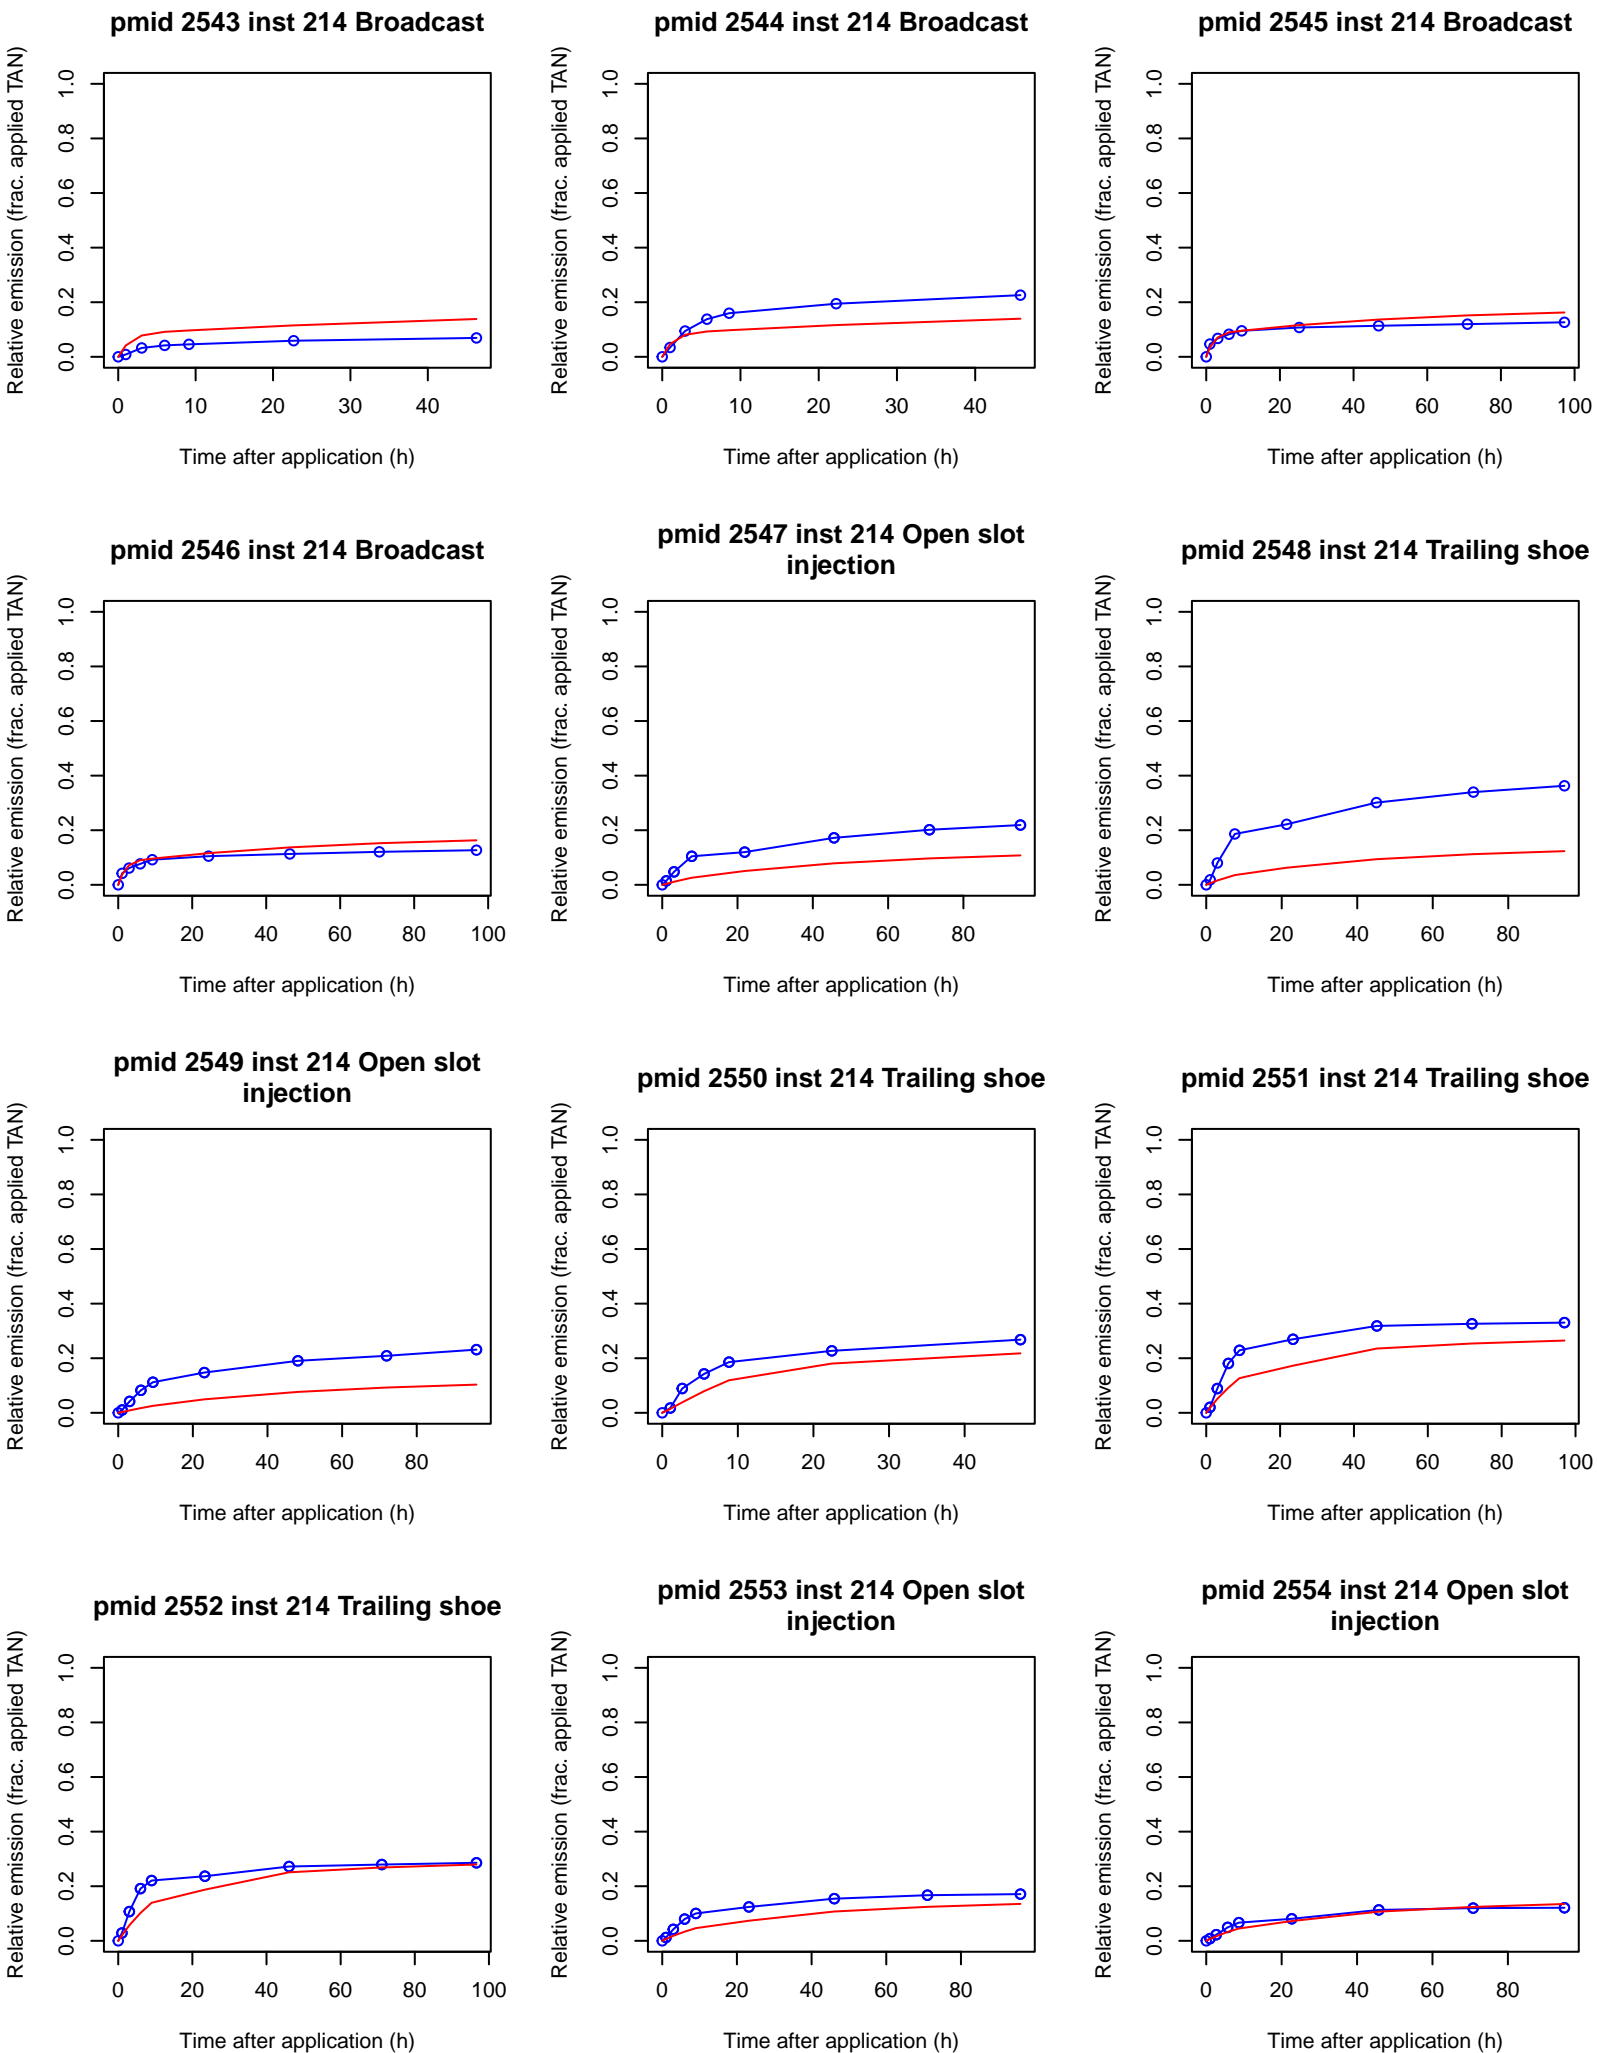 pmid 2543 inst 214 Broadcast
Relative emission (frac. applied TAN)
0.0 0.2 0.4 0.6 0.8 1.0
0 10 20 30 40
Time after application (h)
pmid 2544 inst 214 Broadcast
Relative emission (frac. applied TAN)
0.0 0.2 0.4 0.6 0.8 1.0
0 10 20 30 40
Time after application (h)
pmid 2545 inst 214 Broadcast
Relative emission (frac. applied TAN)
0.0 0.2 0.4 0.6 0.8 1.0
0 20 40 60 80 100
Time after application (h)
pmid 2546 inst 214 Broadcast
Relative emission (frac. applied TAN)
0.0 0.2 0.4 0.6 0.8 1.0
0 20 40 60 80 100
Time after application (h)
pmid 2547 inst 214 Open slot
injection
Relative emission (frac. applied TAN)
0.0 0.2 0.4 0.6 0.8 1.0
0 20 40 60 80
Time after application (h)
pmid 2548 inst 214 Trailing shoe
Relative emission (frac. applied TAN)
0.0 0.2 0.4 0.6 0.8 1.0
0 20 40 60 80
Time after application (h)
pmid 2549 inst 214 Open slot
injection
Relative emission (frac. applied TAN)
0.0 0.2 0.4 0.6 0.8 1.0
0 20 40 60 80
Time after application (h)
pmid 2550 inst 214 Trailing shoe
Relative emission (frac. applied TAN)
0.0 0.2 0.4 0.6 0.8 1.0
0 10 20 30 40
Time after application (h)
pmid 2551 inst 214 Trailing shoe
Relative emission (frac. applied TAN)
0.0 0.2 0.4 0.6 0.8 1.0
0 20 40 60 80 100
Time after application (h)
pmid 2552 inst 214 Trailing shoe
Relative emission (frac. applied TAN)
0.0 0.2 0.4 0.6 0.8 1.0
0 20 40 60 80 100
Time after application (h)
pmid 2553 inst 214 Open slot
injection
Relative emission (frac. applied TAN)
0.0 0.2 0.4 0.6 0.8 1.0
0 20 40 60 80
Time after application (h)
pmid 2554 inst 214 Open slot
injection
Relative emission (frac. applied TAN)
0.0 0.2 0.4 0.6 0.8 1.0
0 20 40 60 80
Time after application (h)